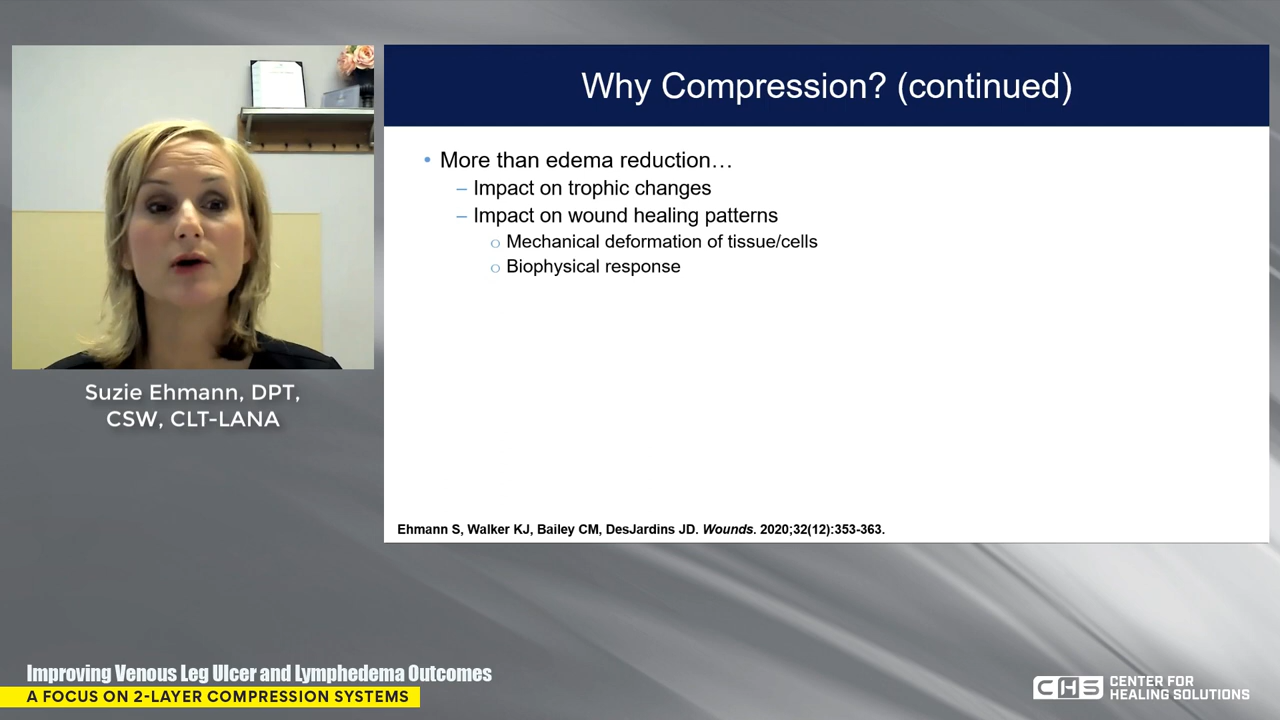 Why Compression? (continued)
• More than edema reduction…
– Impact on trophic changes
– Impact on wound healing patterns
○ Mechanical deformation of tissue/cells
○ Biophysical response
Ehmann S, Walker KJ, Bailey CM, DesJardins JD. Wounds. 2020;32(12):353-363.
Suzie Ehmann, DPT,
CSW, CLT-LANA
Improving Venous Leg Ulcer and Lymphedema Outcomes
A FOCUS ON 2-LAYER COMPRESSION SYSTEMS
CHS
CENTER FOR
HEALING SOLUTIONS